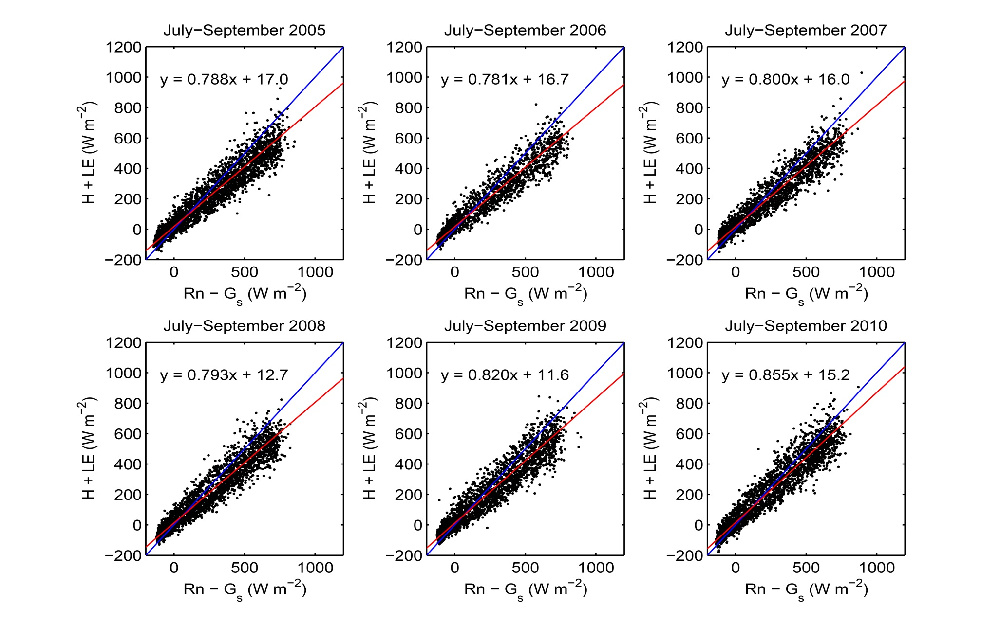 July−September 2005
1200
1000
800
600
400
200
0
−200
y = 0.788x + 17.0
H + LE (W m−2)
0 500 1000
Rn − Gs (W m−2)
July−September 2006
1200
1000
800
600
400
200
0
−200
y = 0.781x + 16.7
H + LE (W m−2)
0 500 1000
Rn − Gs (W m−2)
July−September 2007
1200
1000
800
600
400
200
0
−200
y = 0.800x + 16.0
H + LE (W m−2)
0 500 1000
Rn − Gs (W m−2)
July−September 2008
1200
1000
800
600
400
200
0
−200
y = 0.793x + 12.7
H + LE (W m−2)
0 500 1000
Rn − Gs (W m−2)
July−September 2009
1200
1000
800
600
400
200
0
−200
y = 0.820x + 11.6
H + LE (W m−2)
0 500 1000
Rn − Gs (W m−2)
July−September 2010
1200
1000
800
600
400
200
0
−200
y = 0.855x + 15.2
H + LE (W m−2)
0 500 1000
Rn − Gs (W m−2)